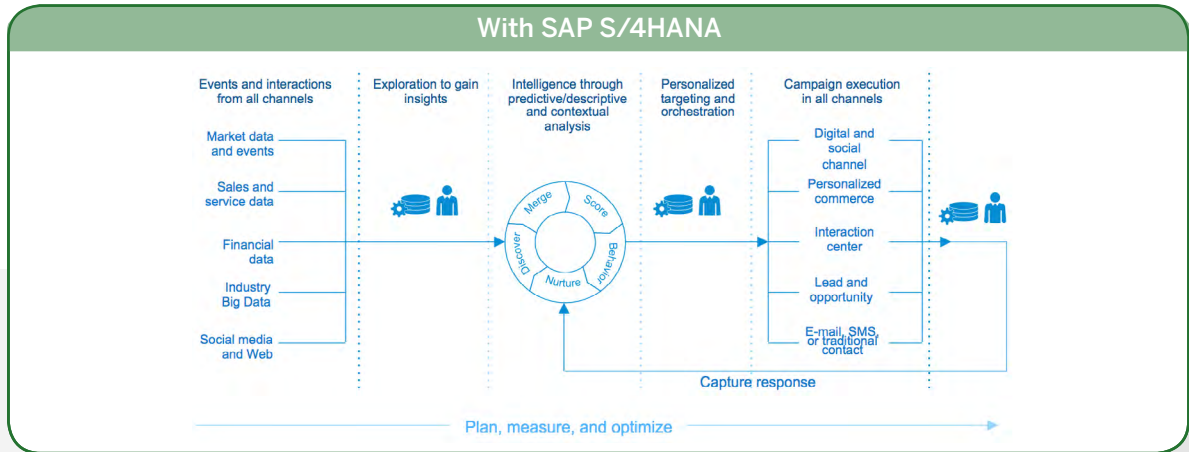 With SAP S/4HANA
Events and interactions
from all channels
Exploration to gain
insights
Intelligence through
predictive/descriptive
and contextual
analysis
Personalized
targeting and
orchestration
Campaign execution
in all channels
Market data
and events
Sales and
service data
Financial
data
Industry
Big Data
Social media
and Web
Merge
Score
Behavior
Nurture
Discover
Digital and
social
channel
Personalized
commerce
Interaction
center
Lead and
opportunity
E-mail, SMS,
or traditional
contact
Capture response
Plan, measure, and optimize